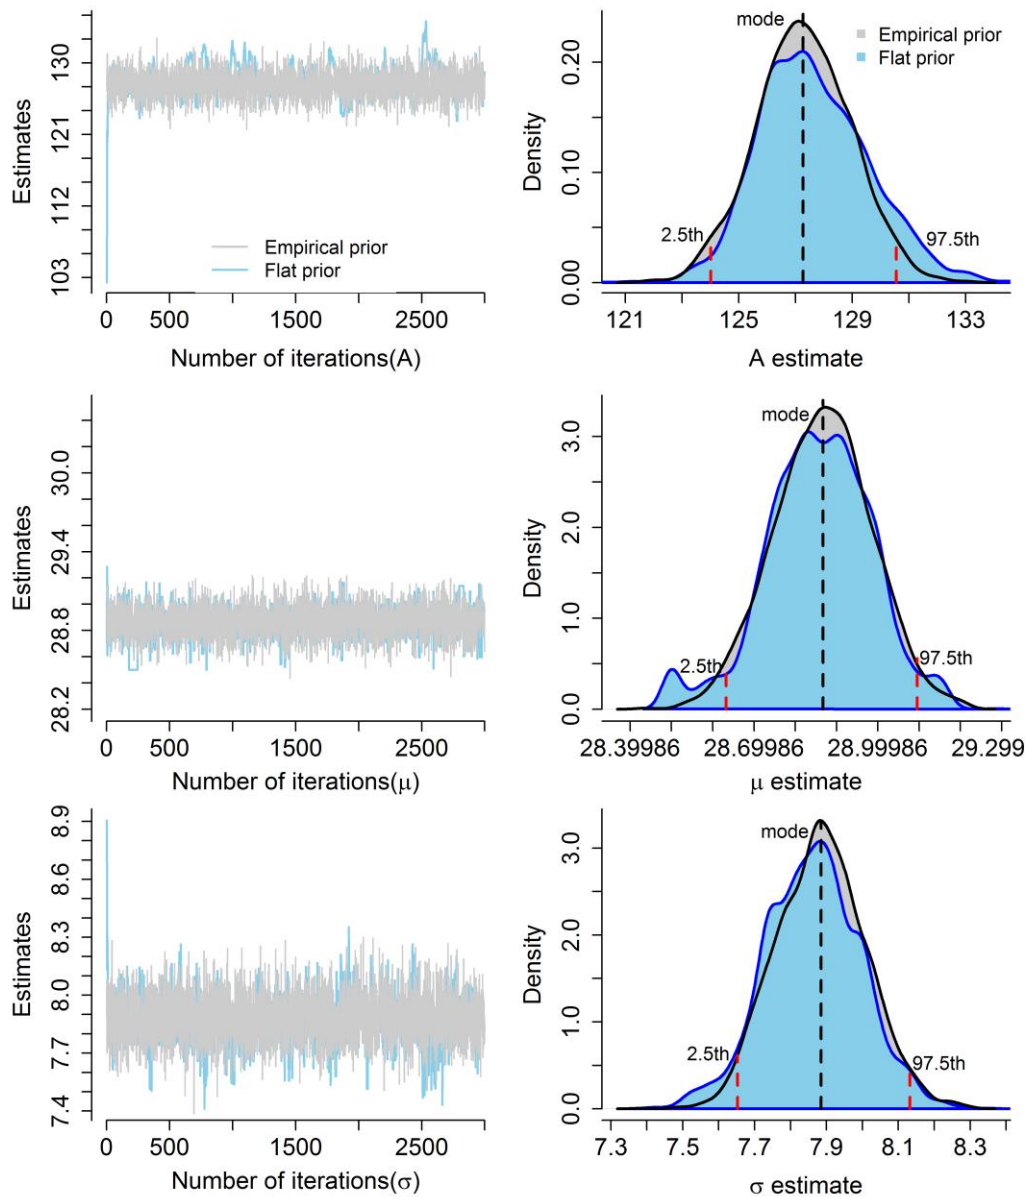 Estimates
130
121
112
103
Empirical prior
Flat prior
0 500 1500 2500
Number of iterations(A)
Density
0.20
0.10
0.00
mode
Empirical prior
Flat prior
2.5th
97.5th
121 125 129 133
A estimate
Estimates
30.0
29.4
28.8
28.2
0 500 1500 2500
Number of iterations(μ)
Density
3.0
2.0
1.0
0.0
mode
2.5th
97.5th
28.39986 28.69986 28.99986 29.299
μ estimate
Estimates
8.9
8.6
8.3
8.0
7.7
7.4
0 500 1500 2500
Number of iterations(σ)
Density
3.0
2.0
1.0
0.0
mode
2.5th
97.5th
7.3 7.5 7.7 7.9 8.1 8.3
σ estimate